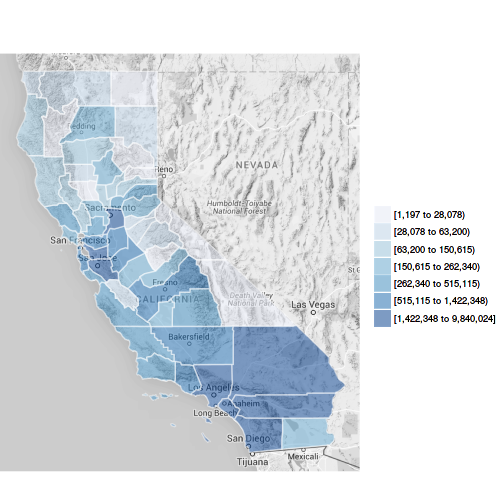 Redding
Reno
NEVADA
Humboldt-Toiyabe
National Forest
Sacramento
San Francisco
San Jose
Fresno
CALIFORNIA
Death Valley
National Park
St G
Las Vegas
Bakersfield
Los Angeles
Anaheim
Long Beach
San Diego
Tijuana
Mexicali
[1,197 to 28,078)
[28,078 to 63,200)
[63,200 to 150,615)
[150,615 to 262,340)
[262,340 to 515,115)
[515,115 to 1,422,348)
[1,422,348 to 9,840,024]